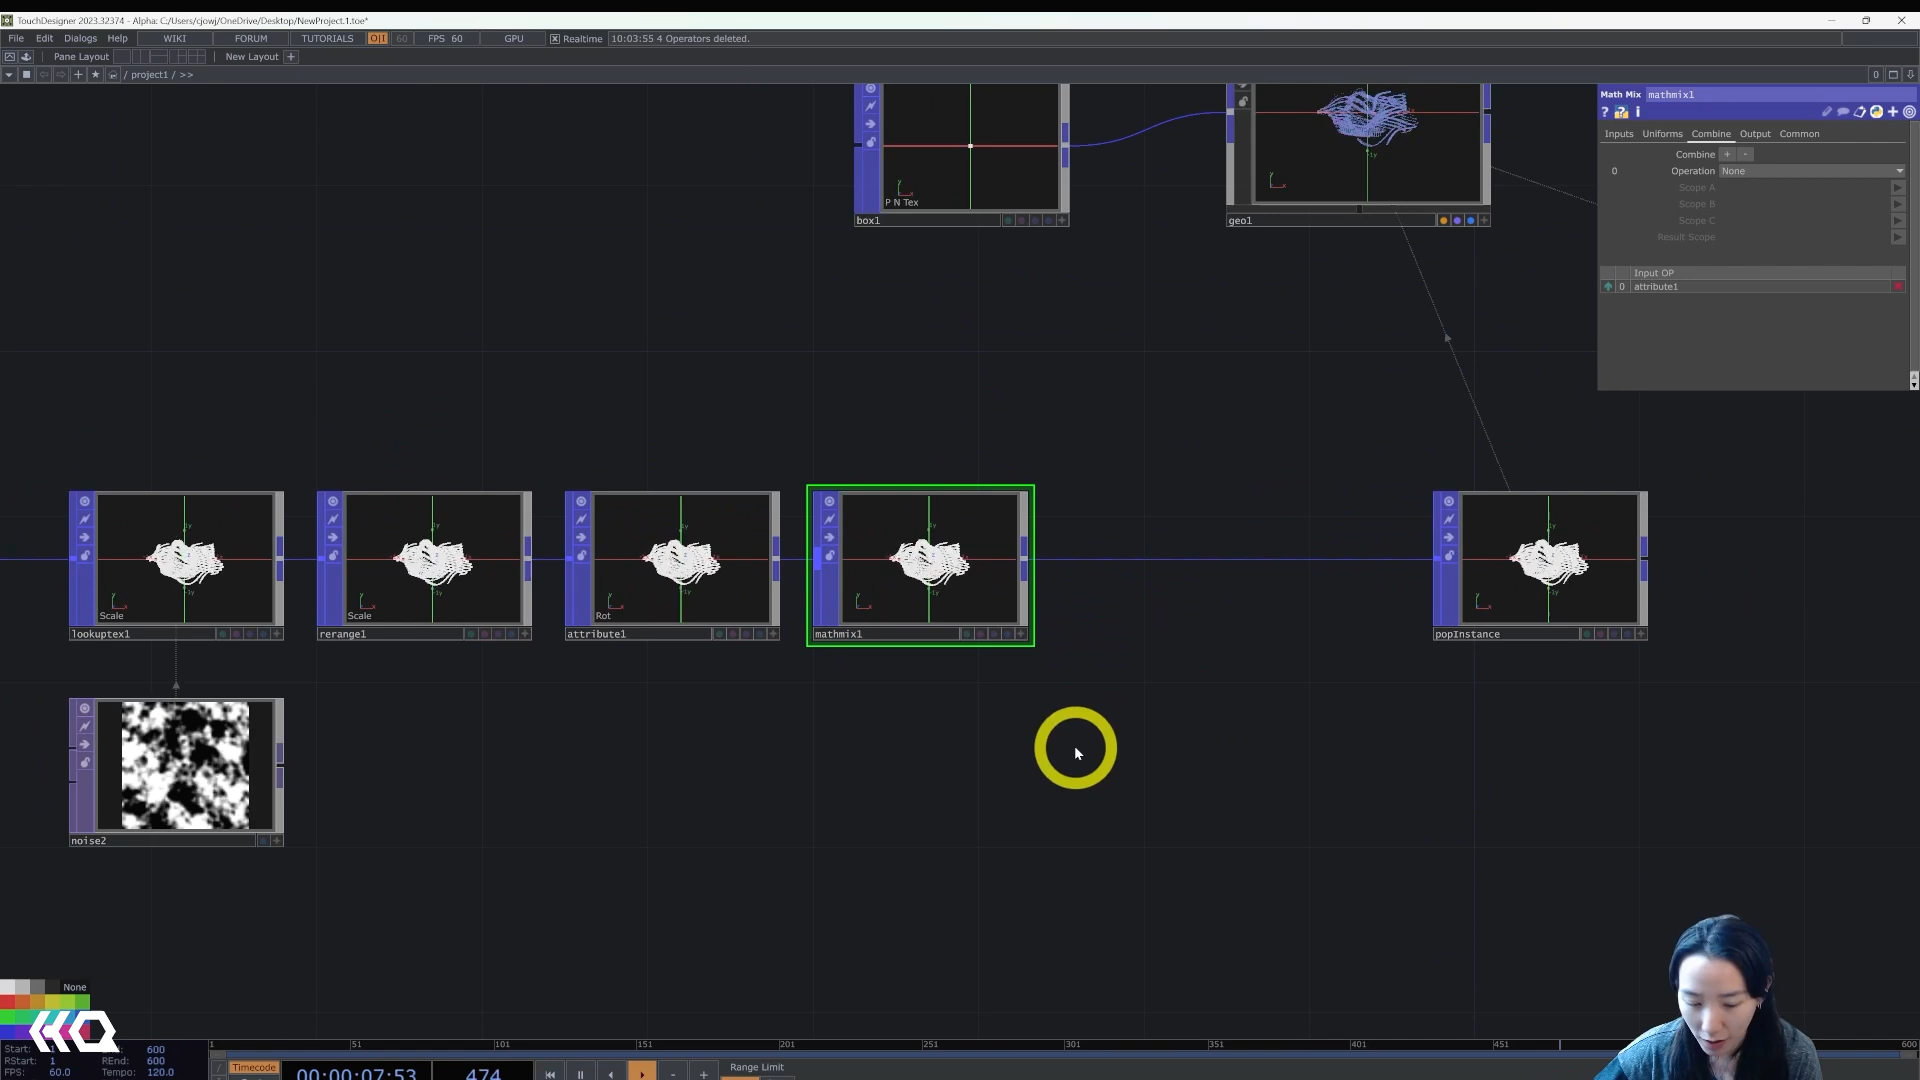 TouchDesigner 2023.32374 - Alpha: C:/Users/cjowj/OneDrive/Desktop/NewProject.1.toe*
File Edit Dialogs Help WIKI FORUM TUTORIALS O|I 60 FPS 60 GPU Realtime 10:03:55 4 Operators deleted.
Pane Layout New Layout +
/ project1 / >> 0
Math Mix mathmix1
? ? i
Inputs Uniforms Combine Output Common
Combine + -
0 Operation None
Scope A
Scope B
Scope C
Result Scope
Input OP
0 attribute1
P N Tex
box1
geo1
Scale
lookuptex1
Scale
rerange1
Rot
attribute1
mathmix1
popInstance
noise2
None
Start: 600
RStart: 1 REnd: 600
FPS: 60.0 Tempo: 120.0
1 51 101 151 201 251 301 351 401 451 600
Timecode 00:00:07:53 474 - + Range Limit